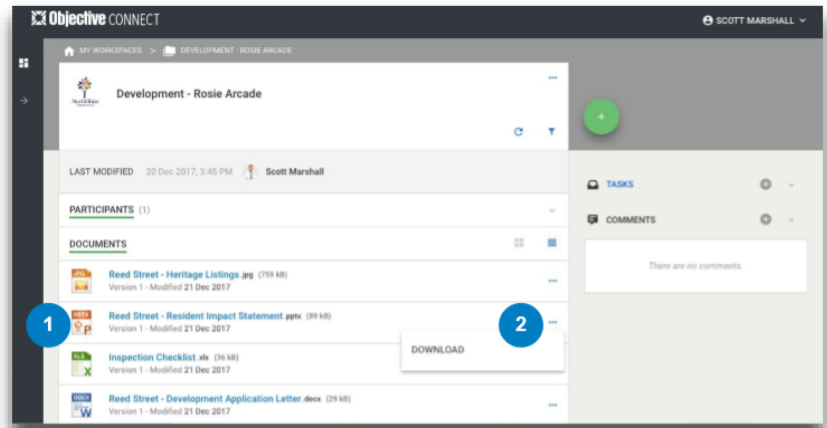 Objective CONNECT
SCOTT MARSHALL
MY WORKSPACES > DEVELOPMENT - ROSIE ARCADE
Development - Rosie Arcade
LAST MODIFIED 20 Dec 2017, 3:45 PM Scott Marshall
PARTICIPANTS (1)
DOCUMENTS
Reed Street - Heritage Listings .jpg (759 kB)
Version 1 - Modified 21 Dec 2017
1
Reed Street - Resident Impact Statement .pptx (89 kB)
Version 1 - Modified 21 Dec 2017
2
DOWNLOAD
XLS
X
Inspection Checklist .xls (36 kB)
Version 1 - Modified 21 Dec 2017
DOCX
W
Reed Street - Development Application Letter .docx (29 kB)
Version 1 - Modified 21 Dec 2017
+
TASKS
COMMENTS
There are no comments.